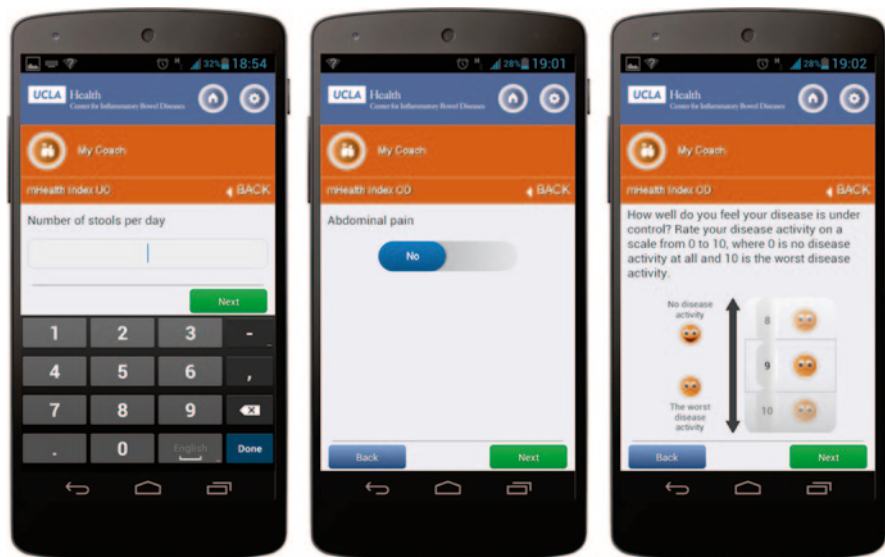 32% 18:54
UCLA Health
Center for Inflammatory Bowel Diseases
My Coach
mHealth Index UC
BACK
Number of stools per day
Next
1 2 3 -
4 5 6 ,
7 8 9
. 0 English Done
H 28% 19:01
UCLA Health
Center for Inflammatory Bowel Diseases
My Coach
mHealth Index CD
BACK
Abdominal pain
No
Back Next
H 28% 19:02
UCLA Health
Center for Inflammatory Bowel Diseases
My Coach
mHealth Index CD
BACK
How well do you feel your disease is under
control? Rate your disease activity on a
scale from 0 to 10, where 0 is no disease
activity at all and 10 is the worst disease
activity.
No disease
activity
The worst
disease
activity
8
9
10
Back Next